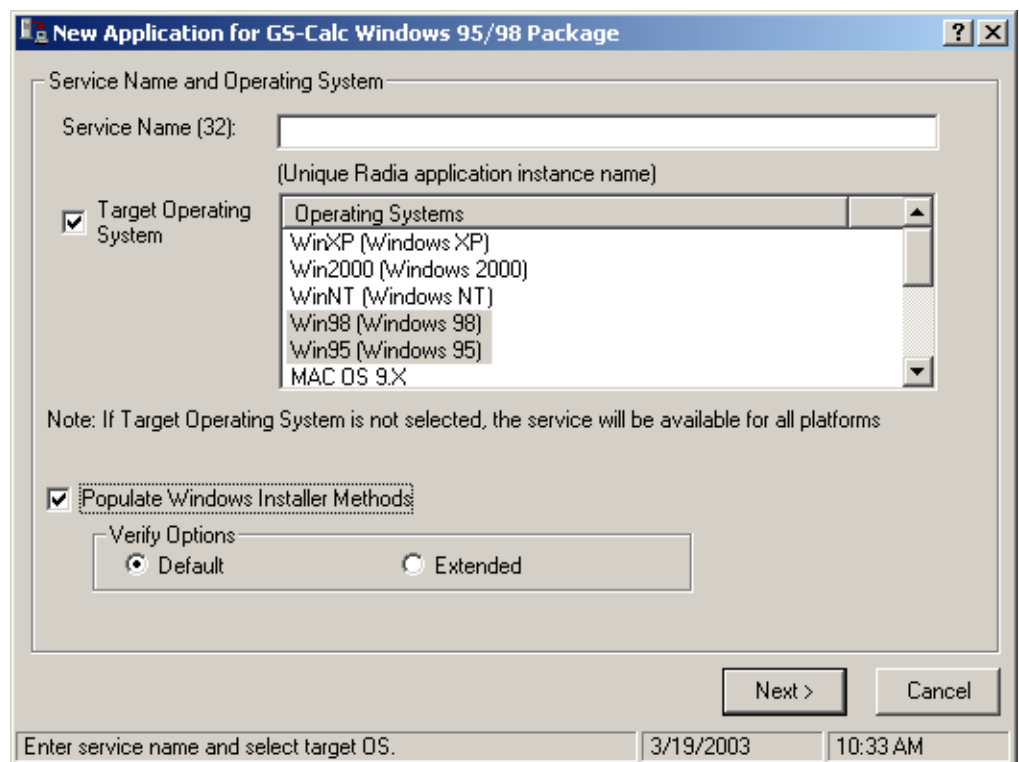 New Application for GS-Calc Windows 95/98 Package
Service Name and Operating System
Service Name (32):
(Unique Radia application instance name)
Target Operating
System
Operating Systems
WinXP (Windows XP)
Win2000 (Windows 2000)
WinNT (Windows NT)
Win98 (Windows 98)
Win95 (Windows 95)
MAC OS 9.X
Note: If Target Operating System is not selected, the service will be available for all platforms
Populate Windows Installer Methods
Verify Options
Default
Extended
Next >
Cancel
Enter service name and select target OS.
3/19/2003
10:33 AM